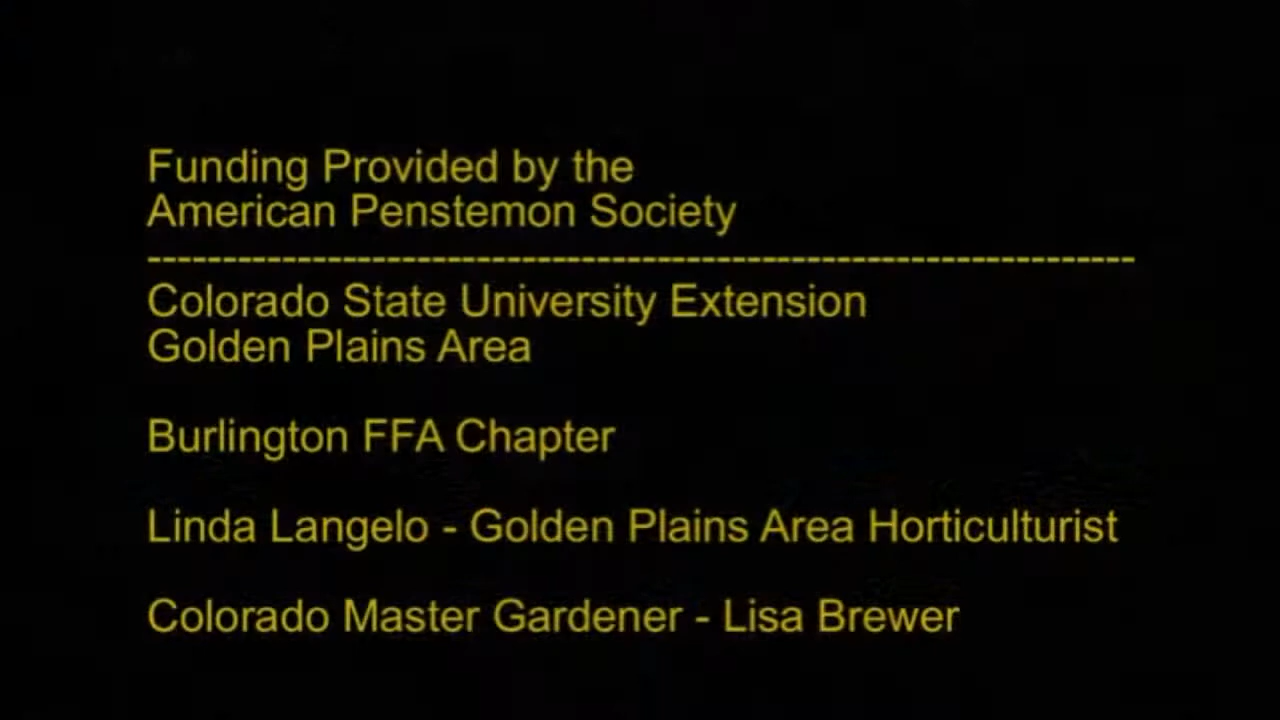 Funding Provided by the
American Penstemon Society
------------------------------------------------------------------
Colorado State University Extension
Golden Plains Area
Burlington FFA Chapter
Linda Langelo - Golden Plains Area Horticulturist
Colorado Master Gardener - Lisa Brewer